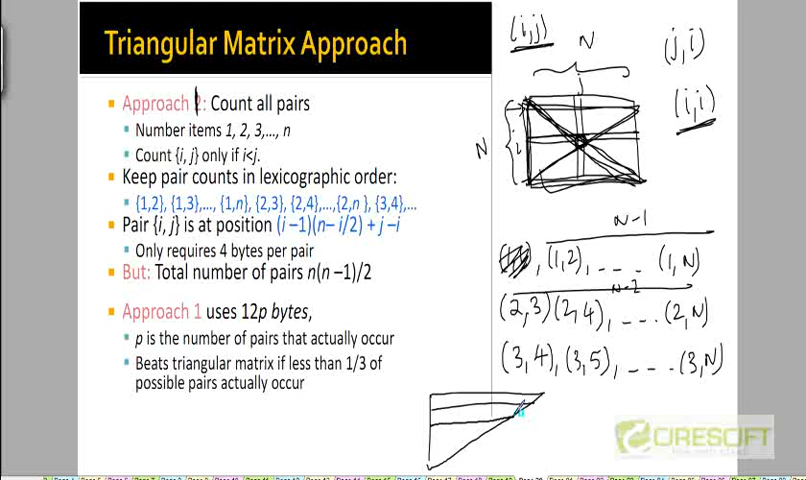 Triangular Matrix Approach
Approach 2: Count all pairs
Number items 1, 2, 3,..., n
Count {i, j} only if i<j.
Keep pair counts in lexicographic order:
{1,2}, {1,3},..., {1,n}, {2,3}, {2,4},...,{2,n }, {3,4},...
Pair {i, j} is at position (i –1)(n– i/2) + j –i
Only requires 4 bytes per pair
But: Total number of pairs n(n –1)/2
Approach 1 uses 12p bytes,
p is the number of pairs that actually occur
Beats triangular matrix if less than 1/3 of
possible pairs actually occur
(i,j)
N
(j,i)
j
(i,i)
N
i
N-1
, (1,2), .... (1,N)
N-2
(2,3) (2,4), .... (2,N)
(3,4), (3,5), .... (3,N)
CIRESOFT